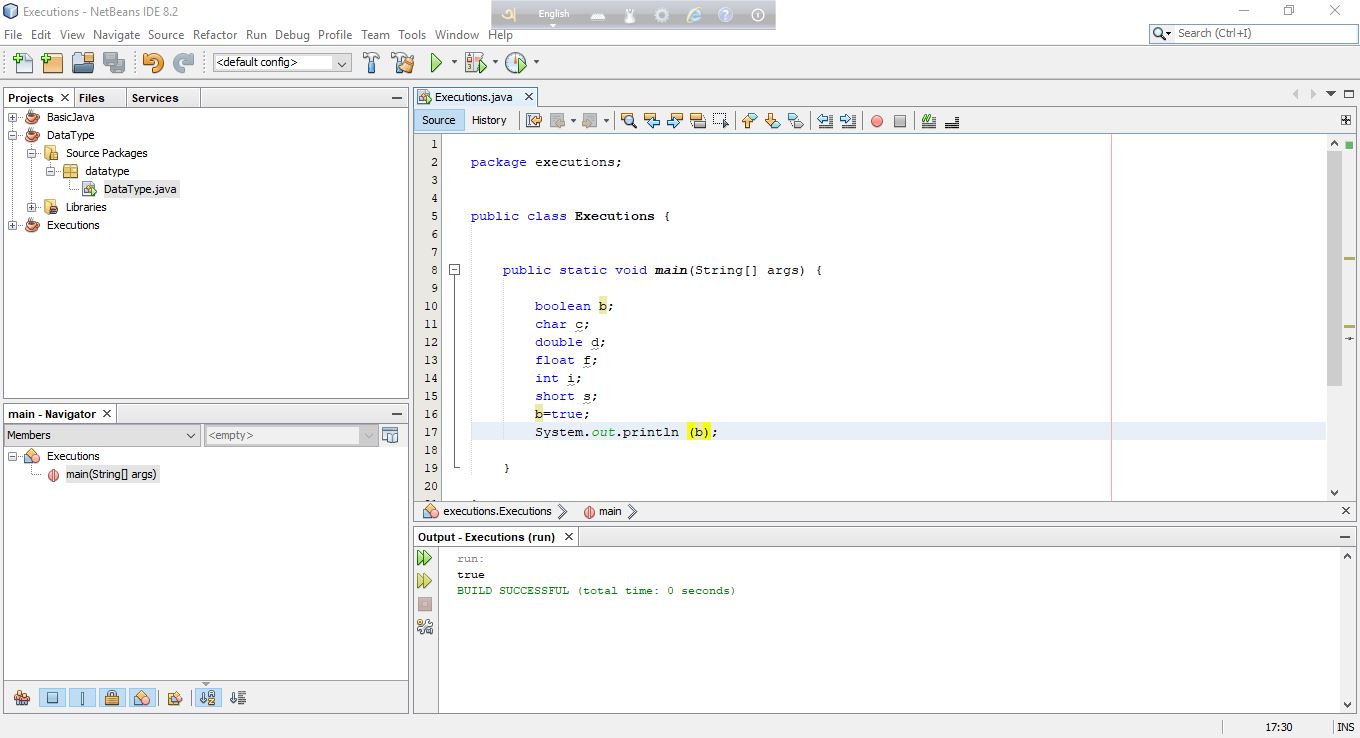 Executions - NetBeans IDE 8.2
English
File Edit View Navigate Source Refactor Run Debug Profile Team Tools Window Help
Search (Ctrl+I)
<default config>
Projects Files Services
BasicJava
DataType
Source Packages
datatype
DataType.java
Libraries
Executions
main - Navigator
Members
<empty>
Executions
main(String[] args)
Executions.java
Source History
1
2 package executions;
3
4
5 public class Executions {
6
7
8 public static void main(String[] args) {
9
10 boolean b;
11 char c;
12 double d;
13 float f;
14 int i;
15 short s;
16 b=true;
17 System.out.println (b);
18
19 }
20
executions.Executions main
Output - Executions (run)
run:
true
BUILD SUCCESSFUL (total time: 0 seconds)
17:30 INS